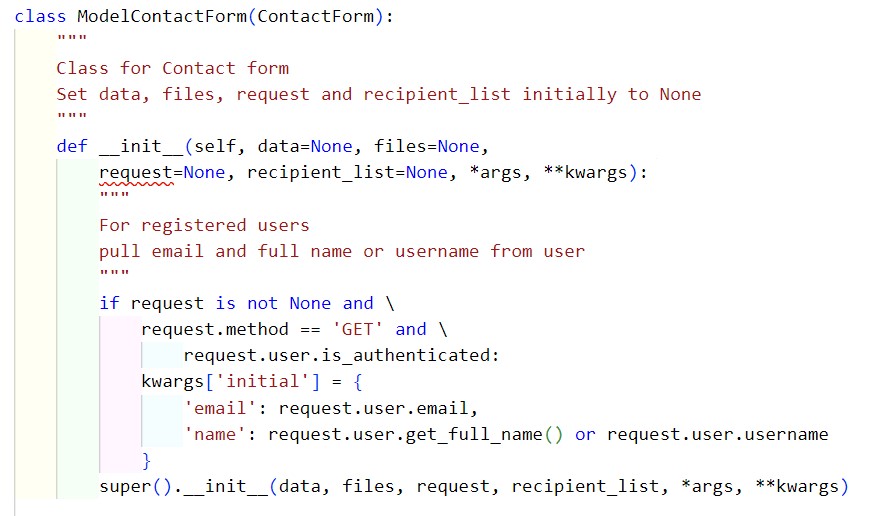 class ModelContactForm(ContactForm):
    """
    Class for Contact form
    Set data, files, request and recipient_list initially to None
    """
    def __init__(self, data=None, files=None,
        request=None, recipient_list=None, *args, **kwargs):
        """
        For registered users
        pull email and full name or username from user
        """
        if request is not None and \
            request.method == 'GET' and \
                request.user.is_authenticated:
            kwargs['initial'] = {
                'email': request.user.email,
                'name': request.user.get_full_name() or request.user.username
            }
        super().__init__(data, files, request, recipient_list, *args, **kwargs)